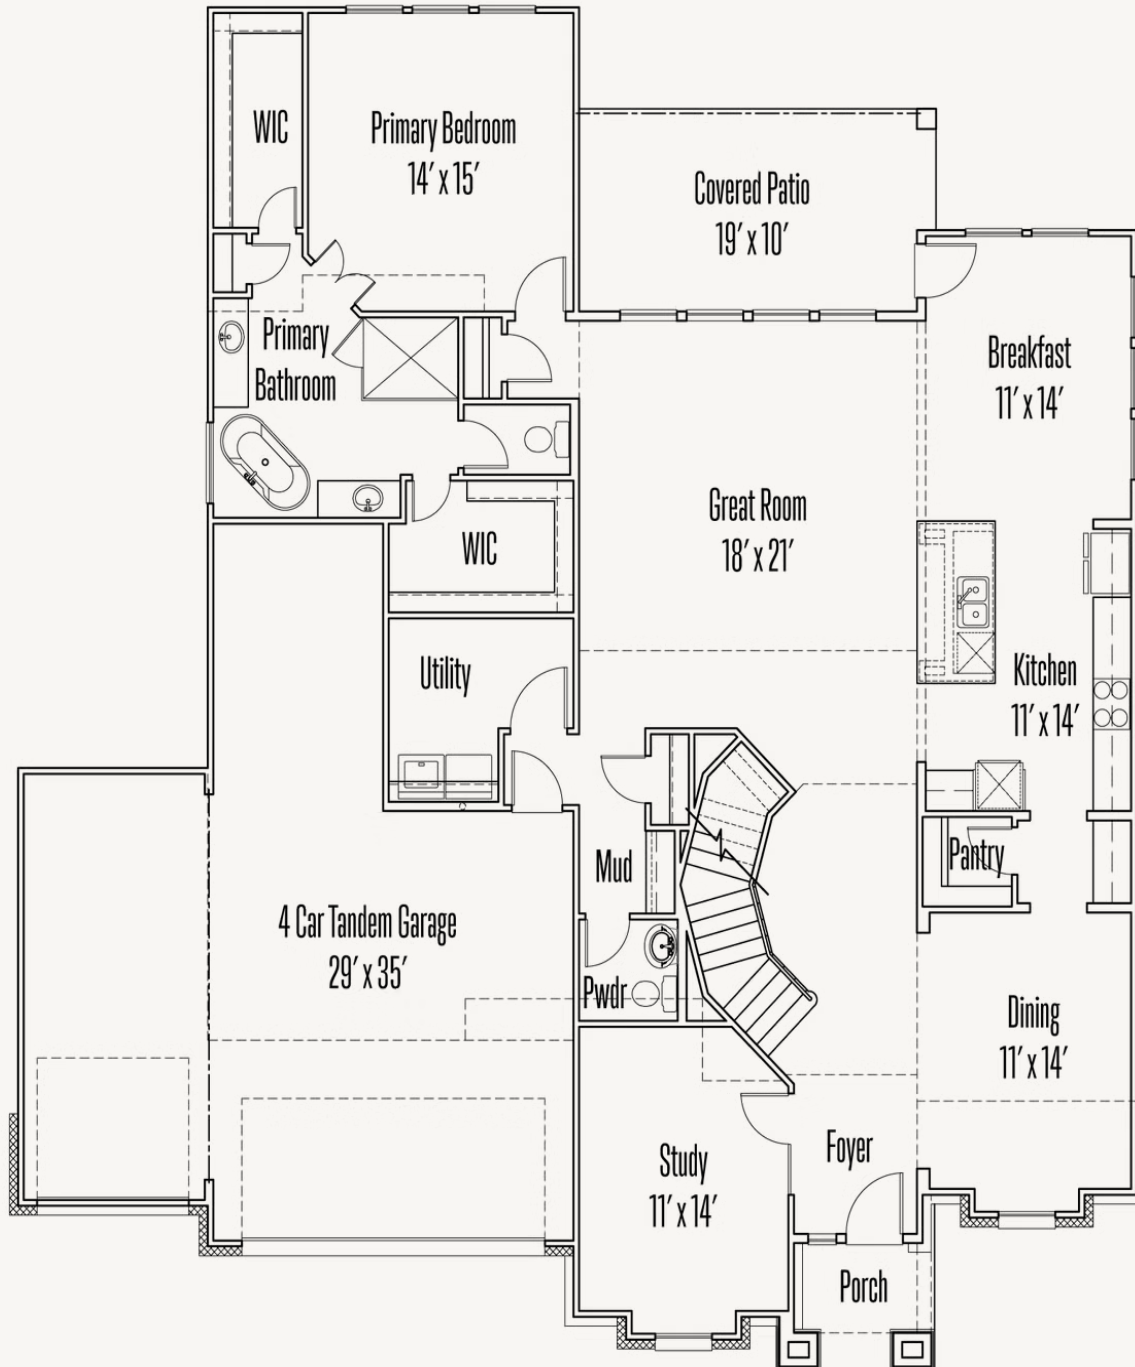 WIC
Primary Bedroom
14' x 15'
Covered Patio
19' x 10'
Primary
Bathroom
Breakfast
11' x 14'
Great Room
18' x 21'
WIC
Utility
Kitchen
11' x 14'
Mud
Pantry
4 Car Tandem Garage
29' x 35'
Pwdr
Dining
11' x 14'
Study
11' x 14'
Foyer
Porch